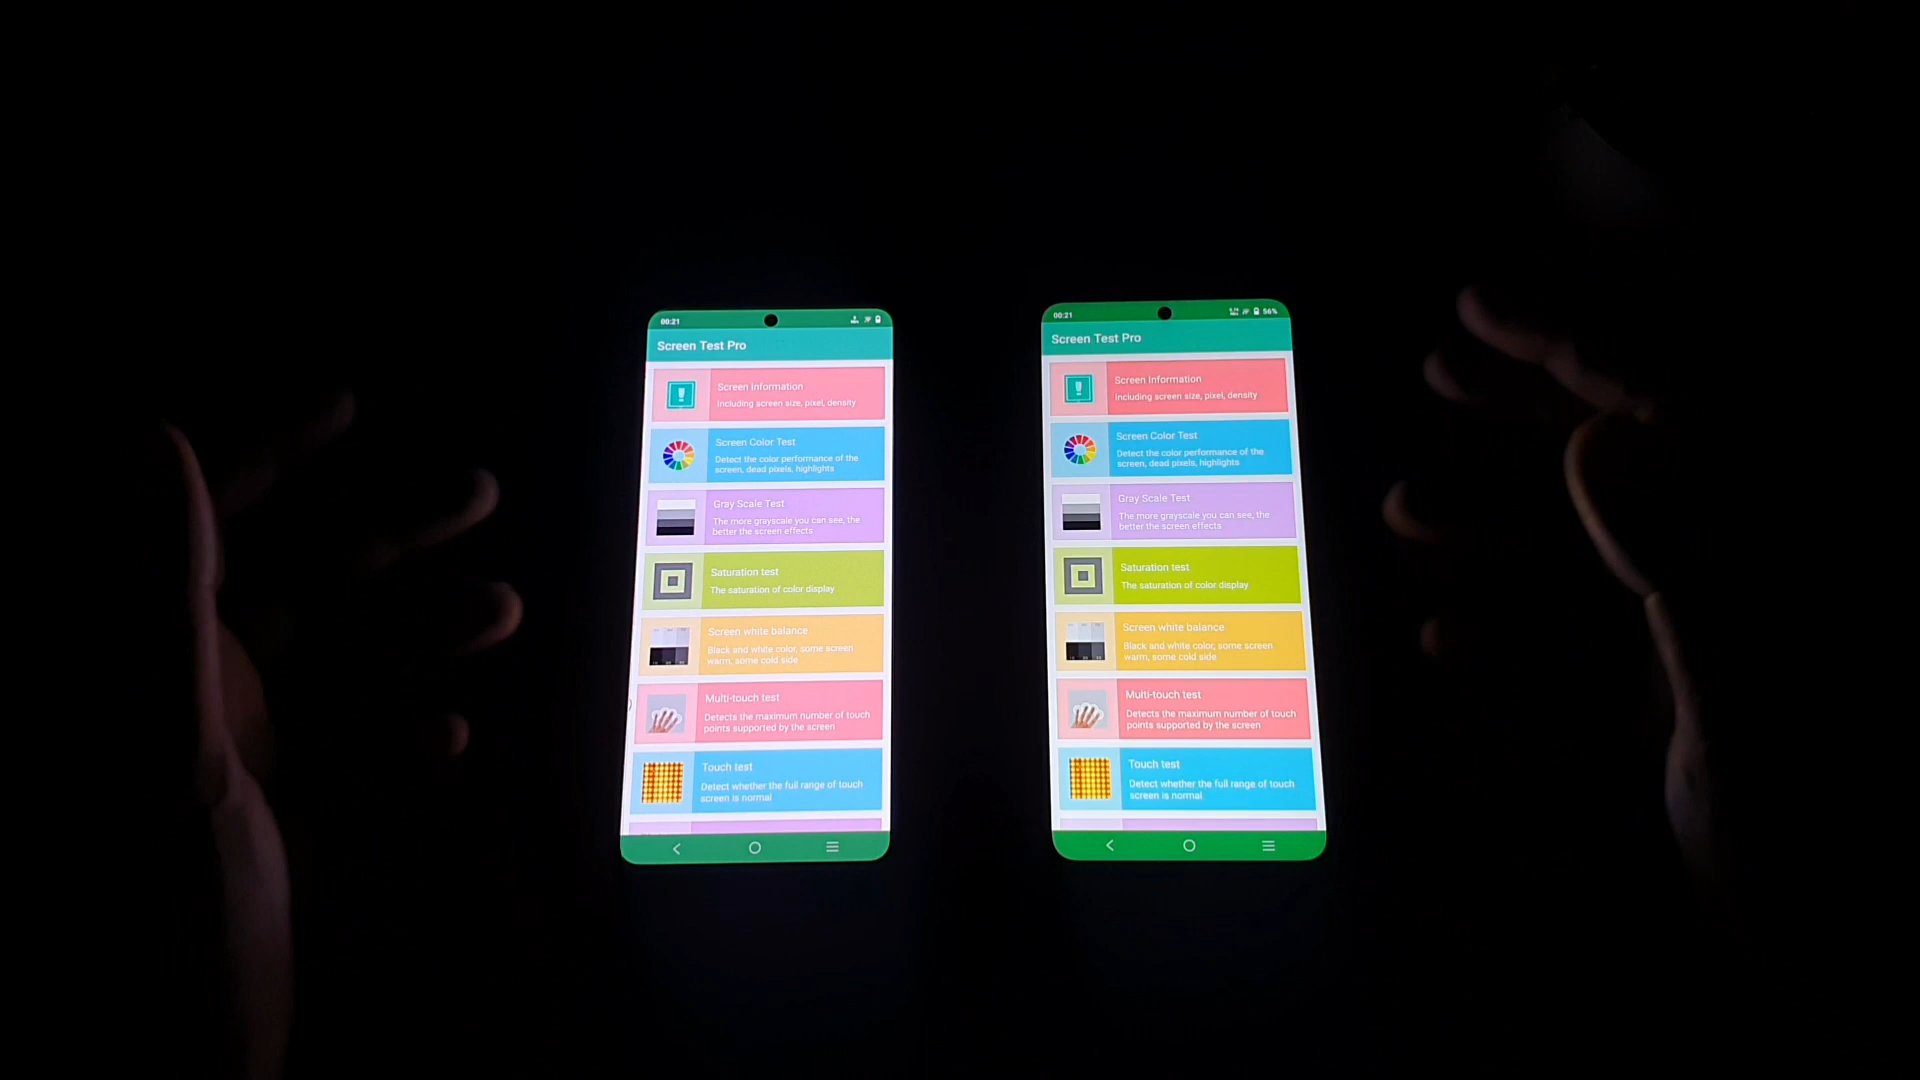 00:21
Screen Test Pro
Screen Information
Including screen size, pixel, density
Screen Color Test
Detect the color performance of the
screen, dead pixels, highlights
Gray Scale Test
The more grayscale you can see, the
better the screen effects
Saturation test
The saturation of color display
Screen white balance
Black and white color, some screen
warm, some cold side
Multi-touch test
Detects the maximum number of touch
points supported by the screen
Touch test
Detect whether the full range of touch
screen is normal
00:21
56%
Screen Test Pro
Screen Information
Including screen size, pixel, density
Screen Color Test
Detect the color performance of the
screen, dead pixels, highlights
Gray Scale Test
The more grayscale you can see, the
better the screen effects
Saturation test
The saturation of color display
Screen white balance
Black and white color, some screen
warm, some cold side
Multi-touch test
Detects the maximum number of touch
points supported by the screen
Touch test
Detect whether the full range of touch
screen is normal